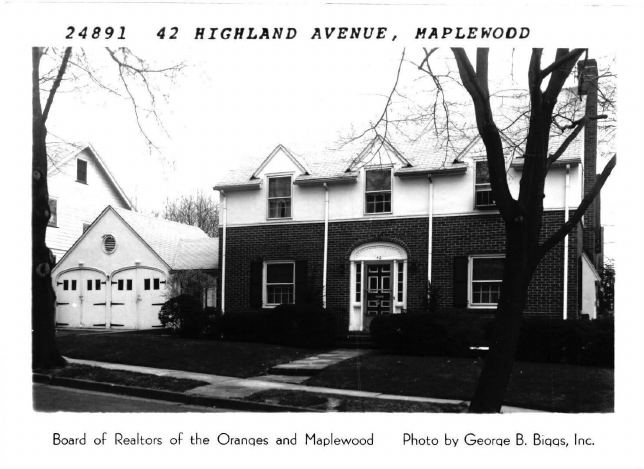 24891 42 HIGHLAND AVENUE, MAPLEWOOD
Board of Realtors of the Oranges and Maplewood Photo by George B. Biggs, Inc.